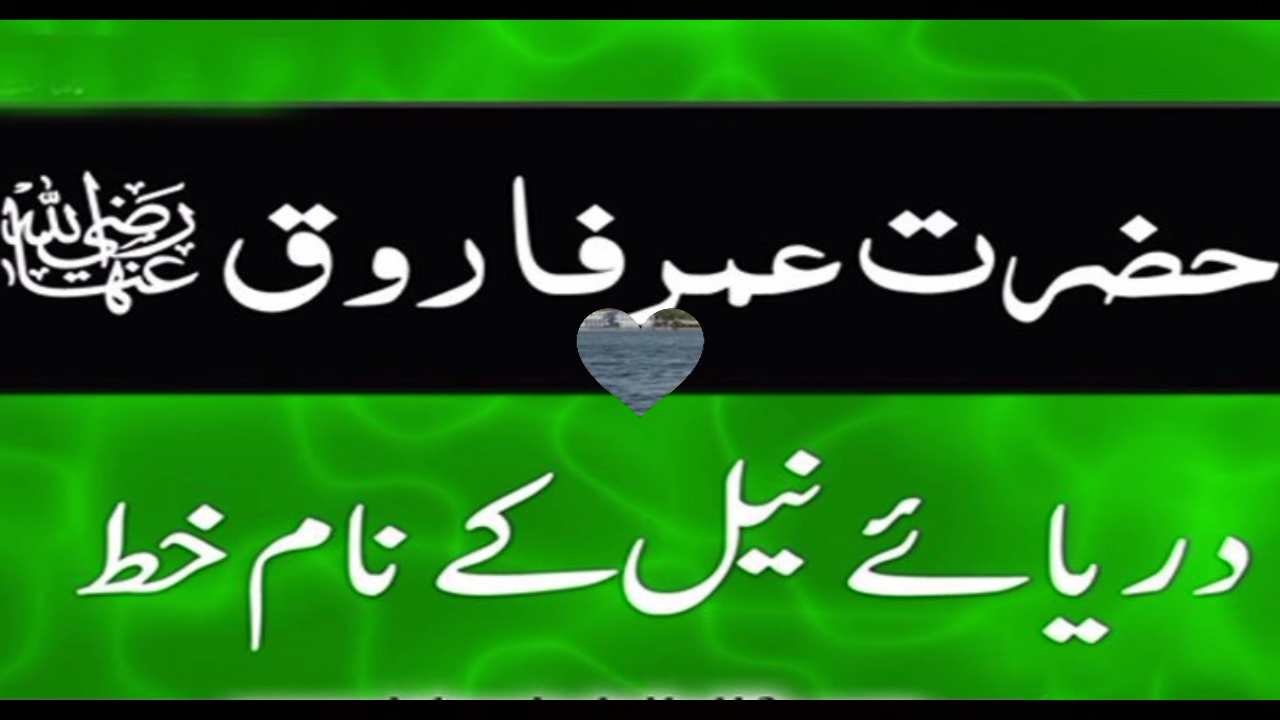 حضرت عمر فاروق رضی اللہ عنہا
دریائے نیل کے نام خط